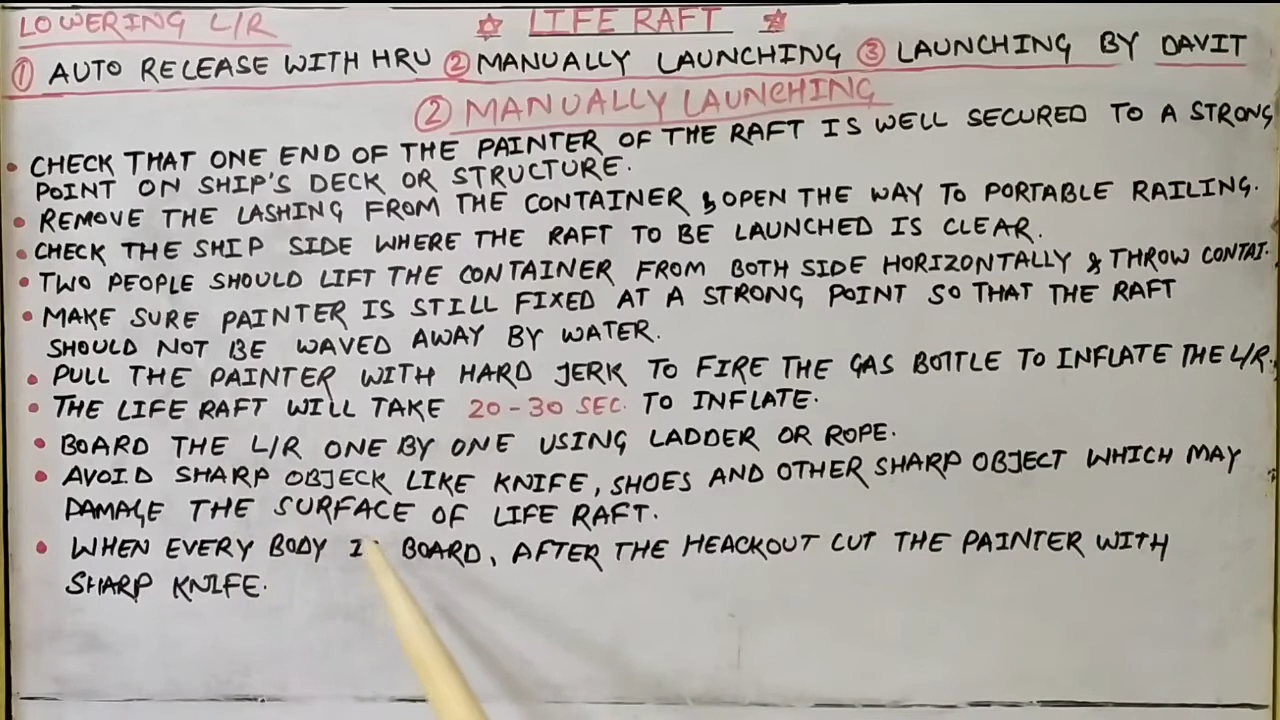 LOWERING L/R LIFE RAFT
① AUTO RELEASE WITH HRU ② MANUALLY LAUNCHING ③ LAUNCHING BY DAVIT
② MANUALLY LAUNCHING
• CHECK THAT ONE END OF THE PAINTER OF THE RAFT IS WELL SECURED TO A STRONG
POINT ON SHIP'S DECK OR STRUCTURE.
• REMOVE THE LASHING FROM THE CONTAINER & OPEN THE WAY TO PORTABLE RAILING.
• CHECK THE SHIP SIDE WHERE THE RAFT TO BE LAUNCHED IS CLEAR.
• TWO PEOPLE SHOULD LIFT THE CONTAINER FROM BOTH SIDE HORIZONTALLY & THROW CONTAI.
• MAKE SURE PAINTER IS STILL FIXED AT A STRONG POINT SO THAT THE RAFT
SHOULD NOT BE WAVED AWAY BY WATER.
• PULL THE PAINTER WITH HARD JERK TO FIRE THE GAS BOTTLE TO INFLATE THE L/R.
• THE LIFE RAFT WILL TAKE 20-30 SEC. TO INFLATE.
• BOARD THE L/R ONE BY ONE USING LADDER OR ROPE.
• AVOID SHARP OBJECK LIKE KNIFE, SHOES AND OTHER SHARP OBJECT WHICH MAY
DAMAGE THE SURFACE OF LIFE RAFT.
• WHEN EVERY BODY BOARD, AFTER THE HEACKOUT CUT THE PAINTER WITH
SHARP KNIFE.